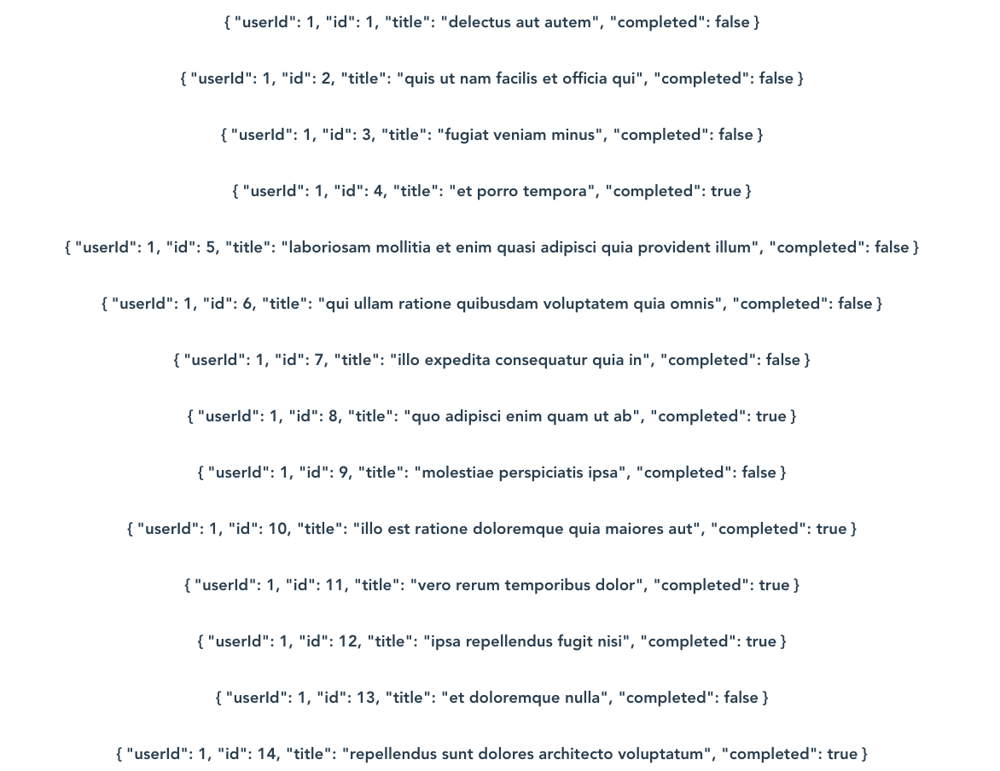 { "userId": 1, "id": 1, "title": "delectus aut autem", "completed": false }
{ "userId": 1, "id": 2, "title": "quis ut nam facilis et officia qui", "completed": false }
{ "userId": 1, "id": 3, "title": "fugiat veniam minus", "completed": false }
{ "userId": 1, "id": 4, "title": "et porro tempora", "completed": true }
{ "userId": 1, "id": 5, "title": "laboriosam mollitia et enim quasi adipisci quia provident illum", "completed": false }
{ "userId": 1, "id": 6, "title": "qui ullam ratione quibusdam voluptatem quia omnis", "completed": false }
{ "userId": 1, "id": 7, "title": "illo expedita consequatur quia in", "completed": false }
{ "userId": 1, "id": 8, "title": "quo adipisci enim quam ut ab", "completed": true }
{ "userId": 1, "id": 9, "title": "molestiae perspiciatis ipsa", "completed": false }
{ "userId": 1, "id": 10, "title": "illo est ratione doloremque quia maiores aut", "completed": true }
{ "userId": 1, "id": 11, "title": "vero rerum temporibus dolor", "completed": true }
{ "userId": 1, "id": 12, "title": "ipsa repellendus fugit nisi", "completed": true }
{ "userId": 1, "id": 13, "title": "et doloremque nulla", "completed": false }
{ "userId": 1, "id": 14, "title": "repellendus sunt dolores architecto voluptatum", "completed": true }